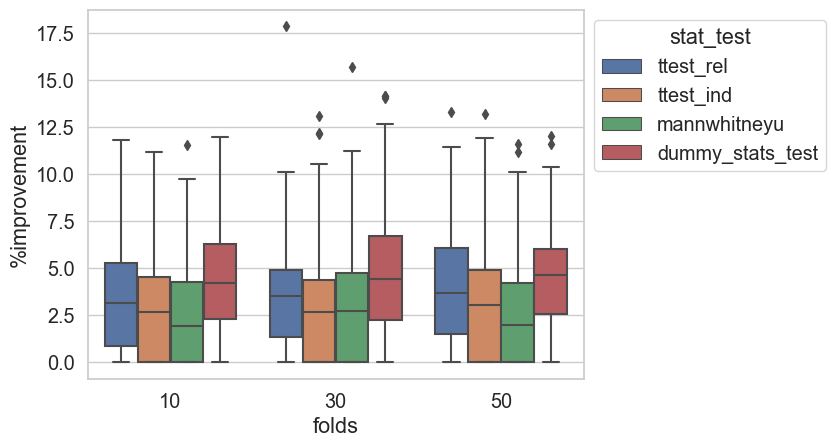 17.5
15.0
12.5
10.0
7.5
5.0
2.5
0.0
%improvement
10
30
50
folds
stat_test
ttest_rel
ttest_ind
mannwhitneyu
dummy_stats_test